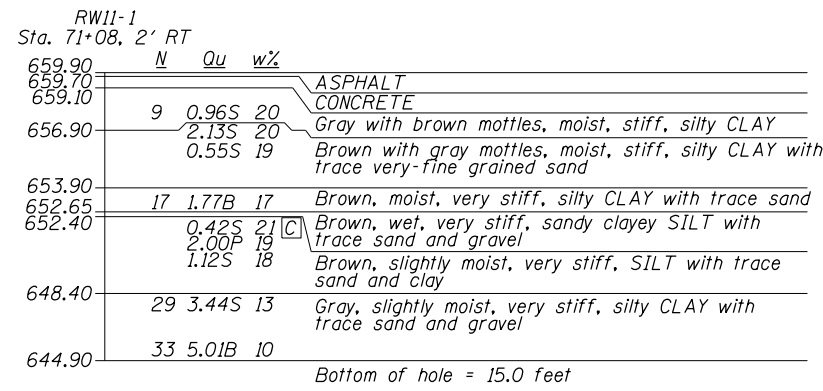 RW11-1
Sta. 71+08, 2' RT
N Qu w%
659.90
659.70 ASPHALT
659.10 CONCRETE
9 0.96S 20 Gray with brown mottles, moist, stiff, silty CLAY
656.90 2.13S 20
0.55S 19 Brown with gray mottles, moist, stiff, silty CLAY with
trace very-fine grained sand
653.90
652.65 17 1.77B 17 Brown, moist, very stiff, silty CLAY with trace sand
652.40 0.42S 21 C Brown, wet, very stiff, sandy clayey SILT with
2.00P 19 trace sand and gravel
1.12S 18 Brown, slightly moist, very stiff, SILT with trace
sand and clay
648.40
29 3.44S 13 Gray, slightly moist, very stiff, silty CLAY with
trace sand and gravel
33 5.01B 10
644.90
Bottom of hole = 15.0 feet